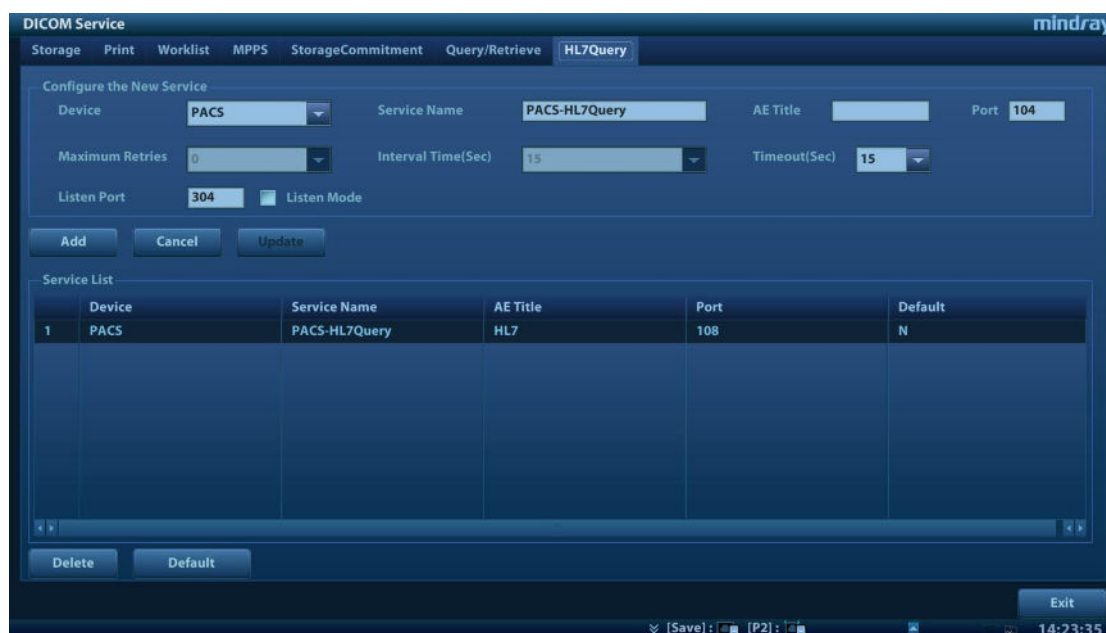 DICOM Service mindray
Storage Print Worklist MPPS StorageCommitment Query/Retrieve HL7Query
Configure the New Service
Device PACS Service Name PACS-HL7Query AE Title Port 104
Maximum Retries 0 Interval Time(Sec) 15 Timeout(Sec) 15
Listen Port 304 Listen Mode
Add Cancel Update
Service List
Device Service Name AE Title Port Default
1 PACS PACS-HL7Query HL7 108 N
Delete Default
Exit
[Save]: [P2]: 14:23:35